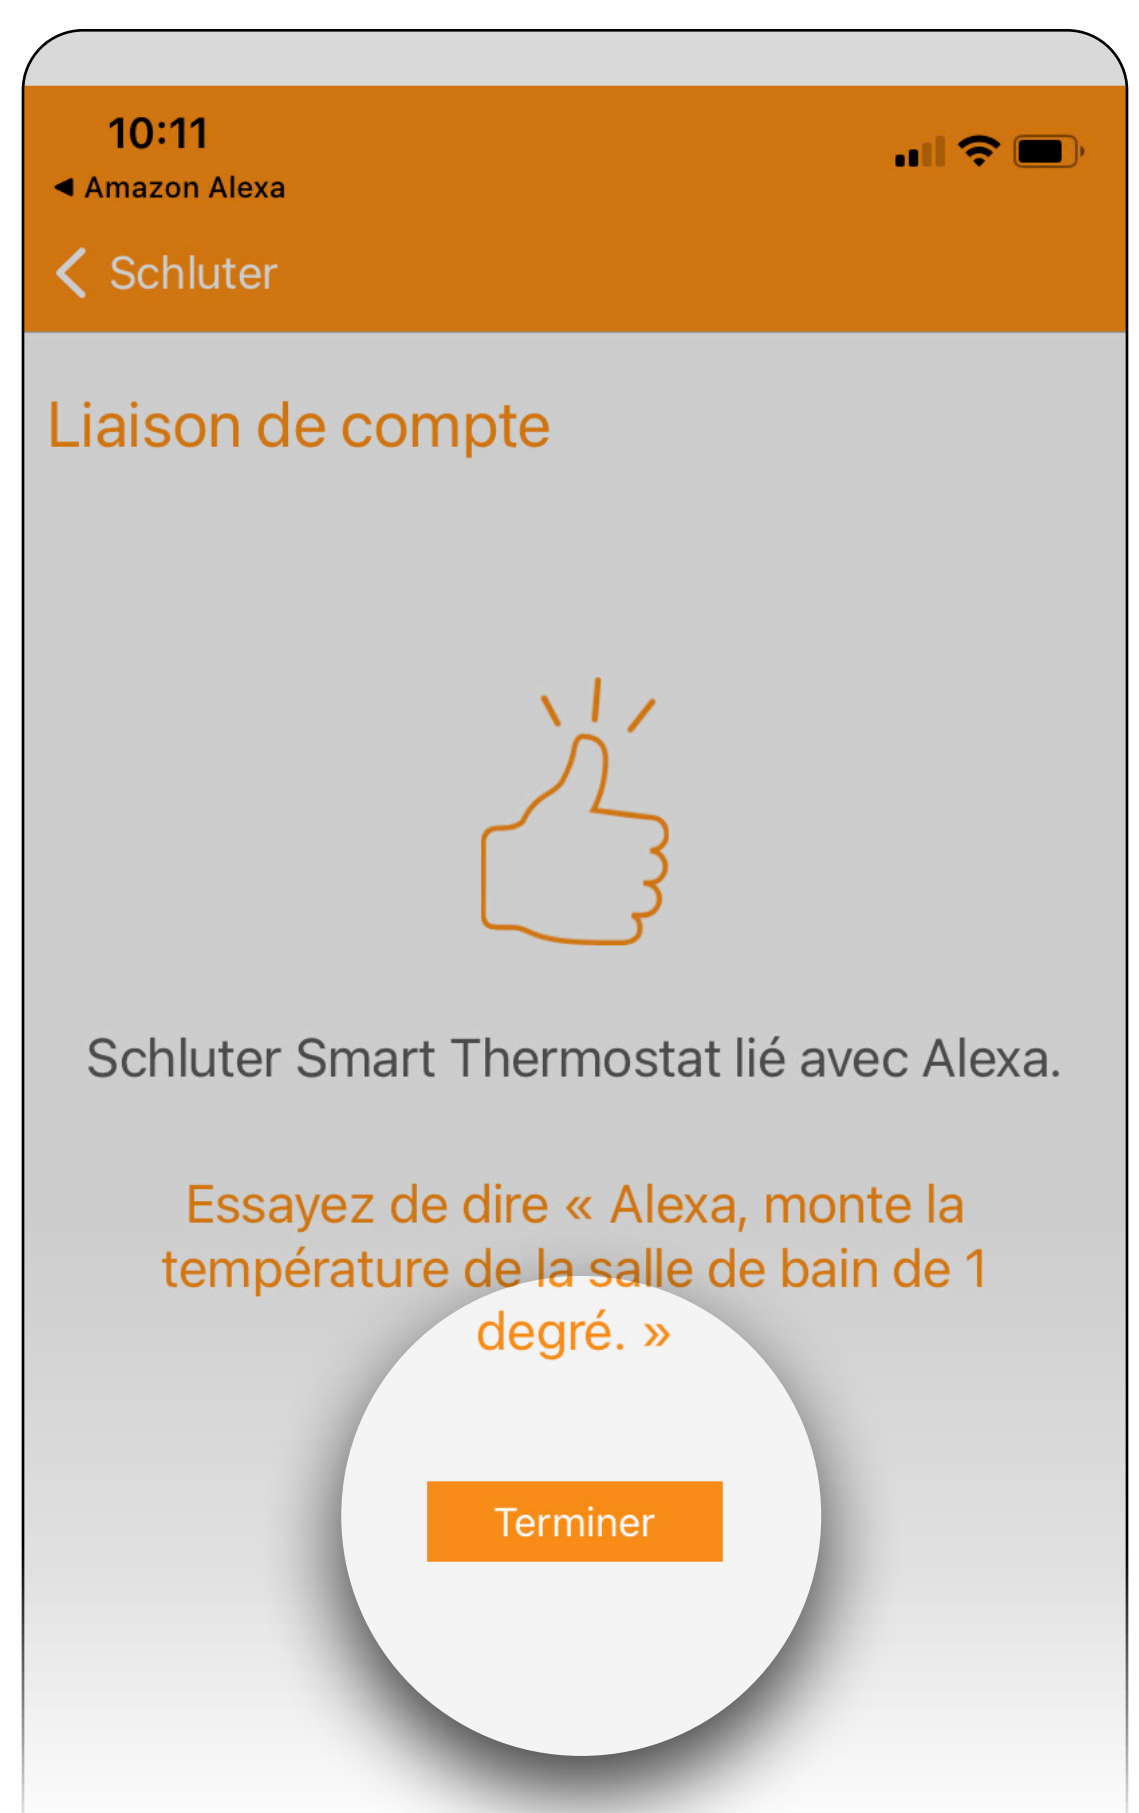 10:11
◀ Amazon Alexa
Schluter
Liaison de compte
Schluter Smart Thermostat lié avec Alexa.
Essayez de dire « Alexa, monte la
température de la salle de bain de 1
degré. »
Terminer